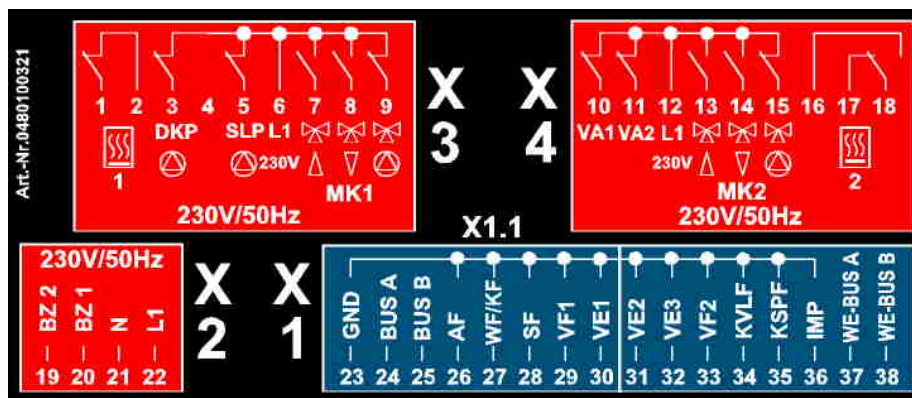 Art.-Nr.0480100321
1 2 3 4 5 6 7 8 9
DKP SLP L1
230V
1
MK1
230V/50Hz
X
3
X
4
10 11 12 13 14 15 16 17 18
VA1 VA2 L1
230V
2
MK2
230V/50Hz
X1.1
230V/50Hz
BZ 2
BZ 1
N
L1
19 20 21 22
X
2
X
1
GND
BUS A
BUS B
AF
WF/KF
SF
VF1
VE1
VE2
VE3
VF2
KVLF
KSPF
IMP
WE-BUS A
WE-BUS B
23 24 25 26 27 28 29 30 31 32 33 34 35 36 37 38